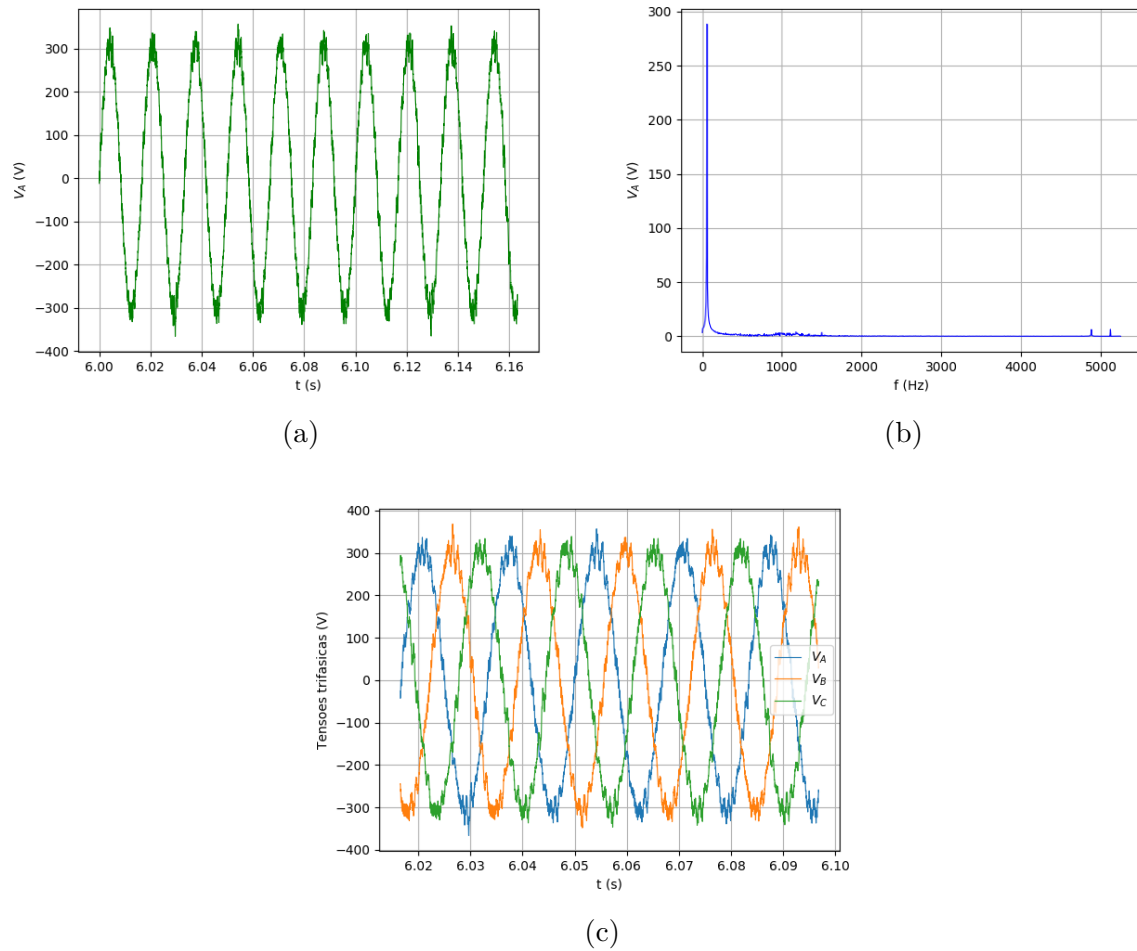 300
200
100
0
−100
−200
−300
−400
V_A (V)
6.00 6.02 6.04 6.06 6.08 6.10 6.12 6.14 6.16
t (s)
(a)
300
250
200
150
100
50
0
V_A (V)
0 1000 2000 3000 4000 5000
f (Hz)
(b)
400
300
200
100
0
−100
−200
−300
−400
Tensoes trifasicas (V)
V_A
V_B
V_C
6.02 6.03 6.04 6.05 6.06 6.07 6.08 6.09 6.10
t (s)
(c)